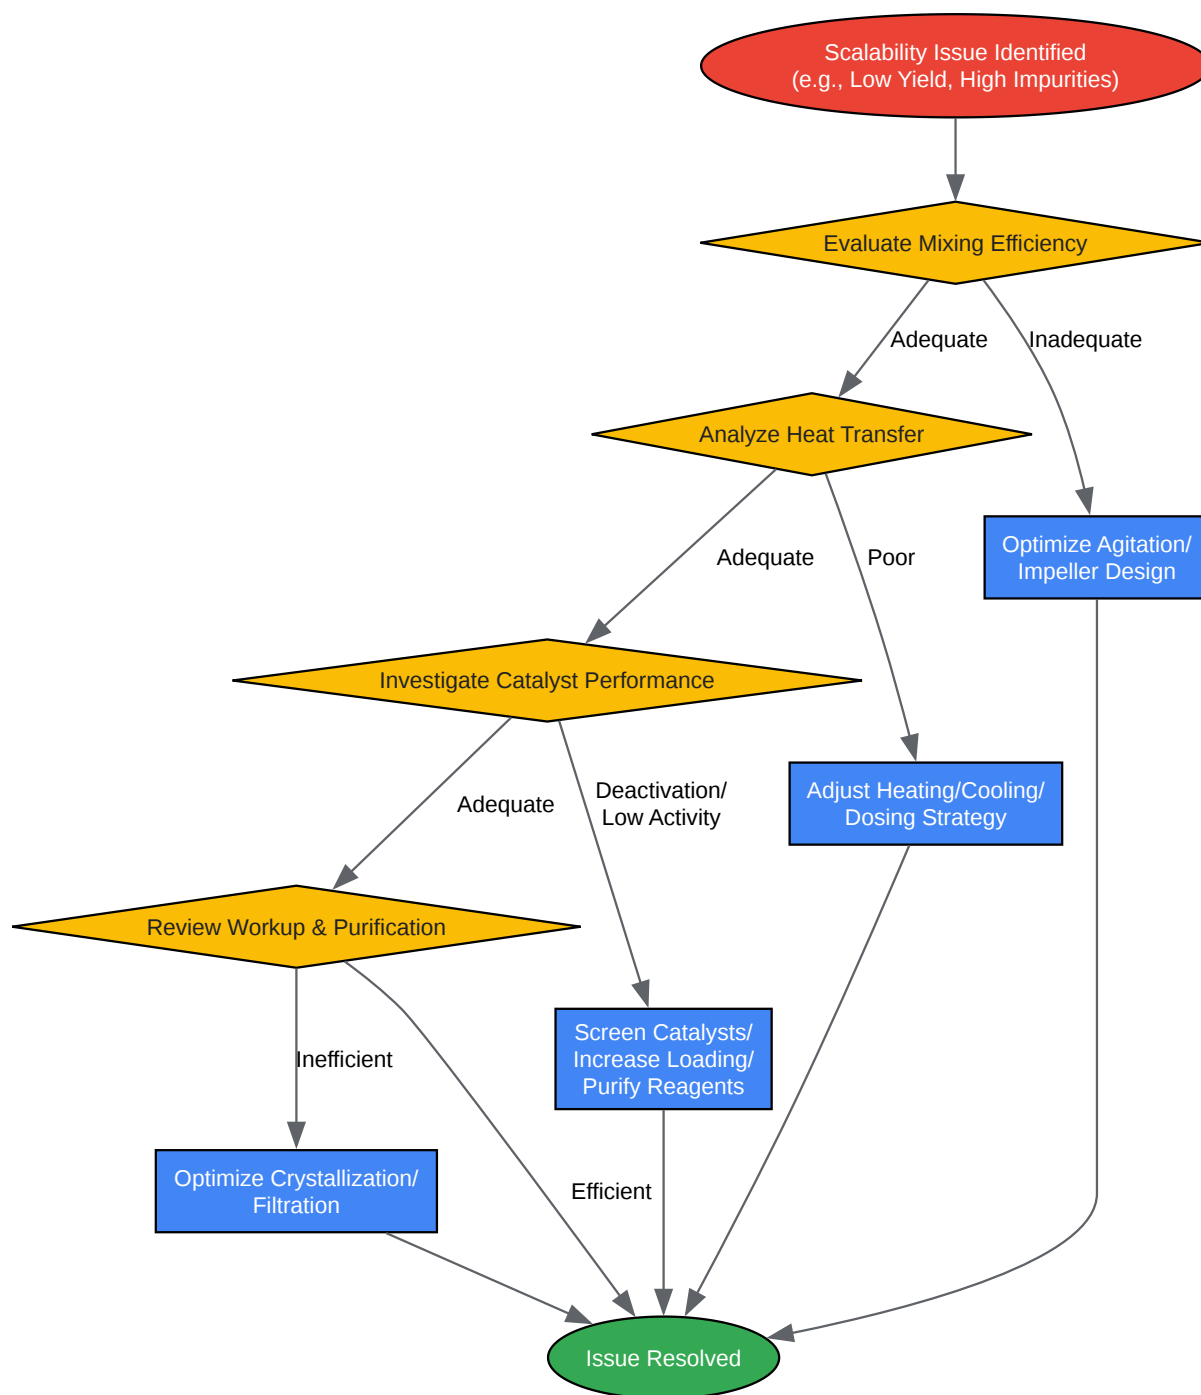 Scalability Issue Identified
(e.g., Low Yield, High Impurities)
Evaluate Mixing Efficiency
Adequate
Inadequate
Analyze Heat Transfer
Optimize Agitation/
Impeller Design
Adequate
Poor
Investigate Catalyst Performance
Adjust Heating/Cooling/
Dosing Strategy
Adequate
Deactivation/
Low Activity
Review Workup & Purification
Screen Catalysts/
Increase Loading/
Purify Reagents
Inefficient
Optimize Crystallization/
Filtration
Efficient
Issue Resolved